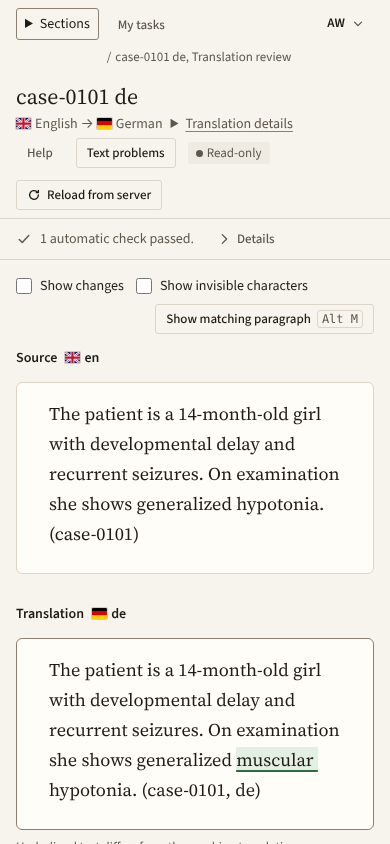 Sections
My tasks
AW
/ case-0101 de, Translation review
case-0101 de
English → German ▶ Translation details
Help
Text problems
Read-only
Reload from server
1 automatic check passed.
Details
Show changes
Show invisible characters
Show matching paragraph Alt M
Source en
The patient is a 14-month-old girl
with developmental delay and
recurrent seizures. On examination
she shows generalized hypotonia.
(case-0101)
Translation de
The patient is a 14-month-old girl
with developmental delay and
recurrent seizures. On examination
she shows generalized muscular
hypotonia. (case-0101, de)